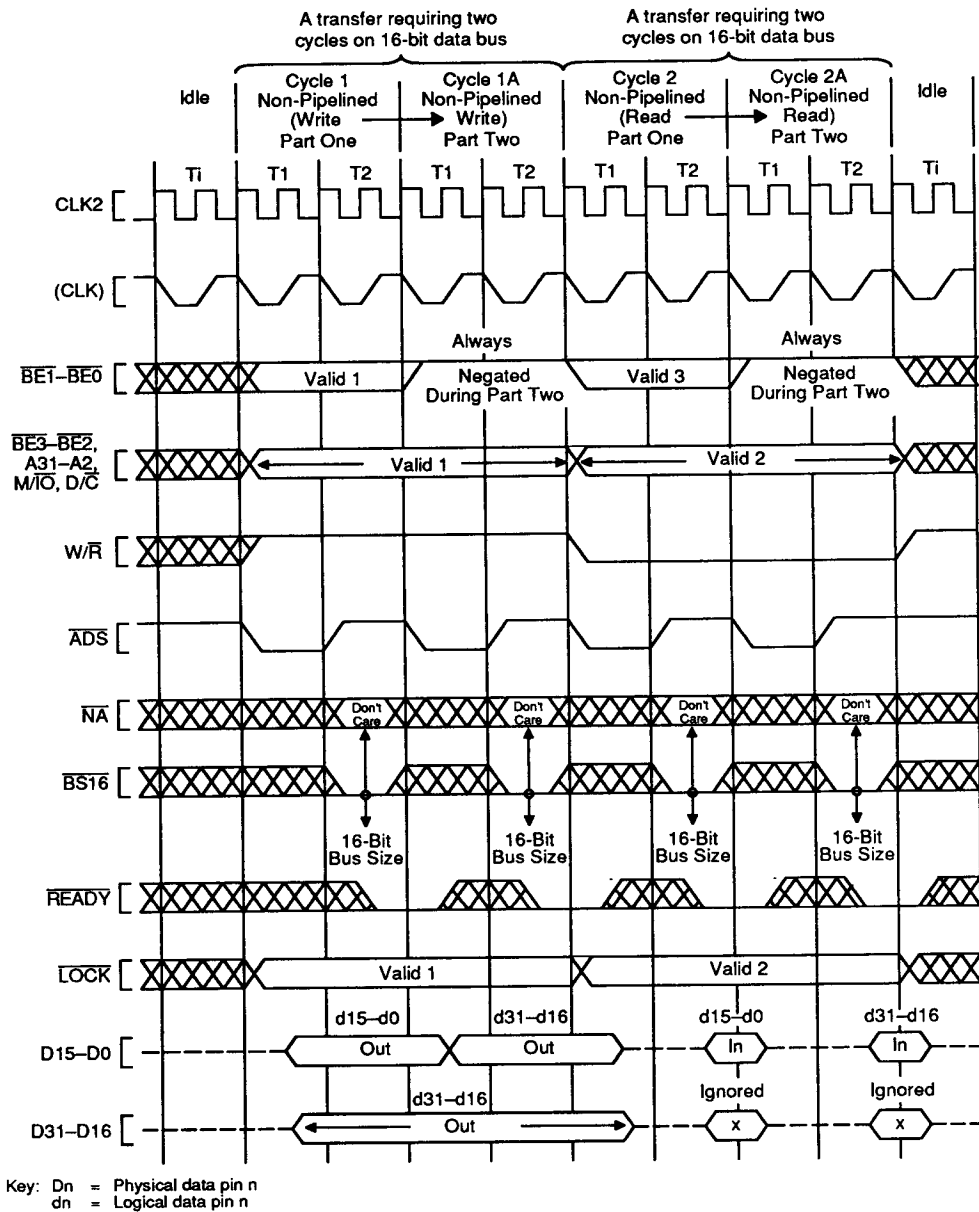 A transfer requiring two
cycles on 16-bit data bus
A transfer requiring two
cycles on 16-bit data bus
Idle
Cycle 1
Non-Pipelined
(Write
Part One
Cycle 1A
Non-Pipelined
Write)
Part Two
Cycle 2
Non-Pipelined
(Read
Part One
Cycle 2A
Non-Pipelined
Read)
Part Two
Idle
Ti T1 T2 T1 T2 T1 T2 T1 T2 Ti
CLK2
(CLK)
BE1–BE0
Valid 1
Always
Negated
During Part Two
Valid 3
Always
Negated
During Part Two
BE3–BE2,
A31–A2,
M/IO, D/C
Valid 1
Valid 2
W/R
ADS
NA
Don't
Care
Don't
Care
Don't
Care
Don't
Care
BS16
16-Bit
Bus Size
16-Bit
Bus Size
16-Bit
Bus Size
16-Bit
Bus Size
READY
LOCK
Valid 1
Valid 2
d15–d0 d31–d16 d15–d0 d31–d16
D15–D0
Out Out In In
d31–d16 Ignored Ignored
D31–D16
Out x x
Key: Dn = Physical data pin n
dn = Logical data pin n